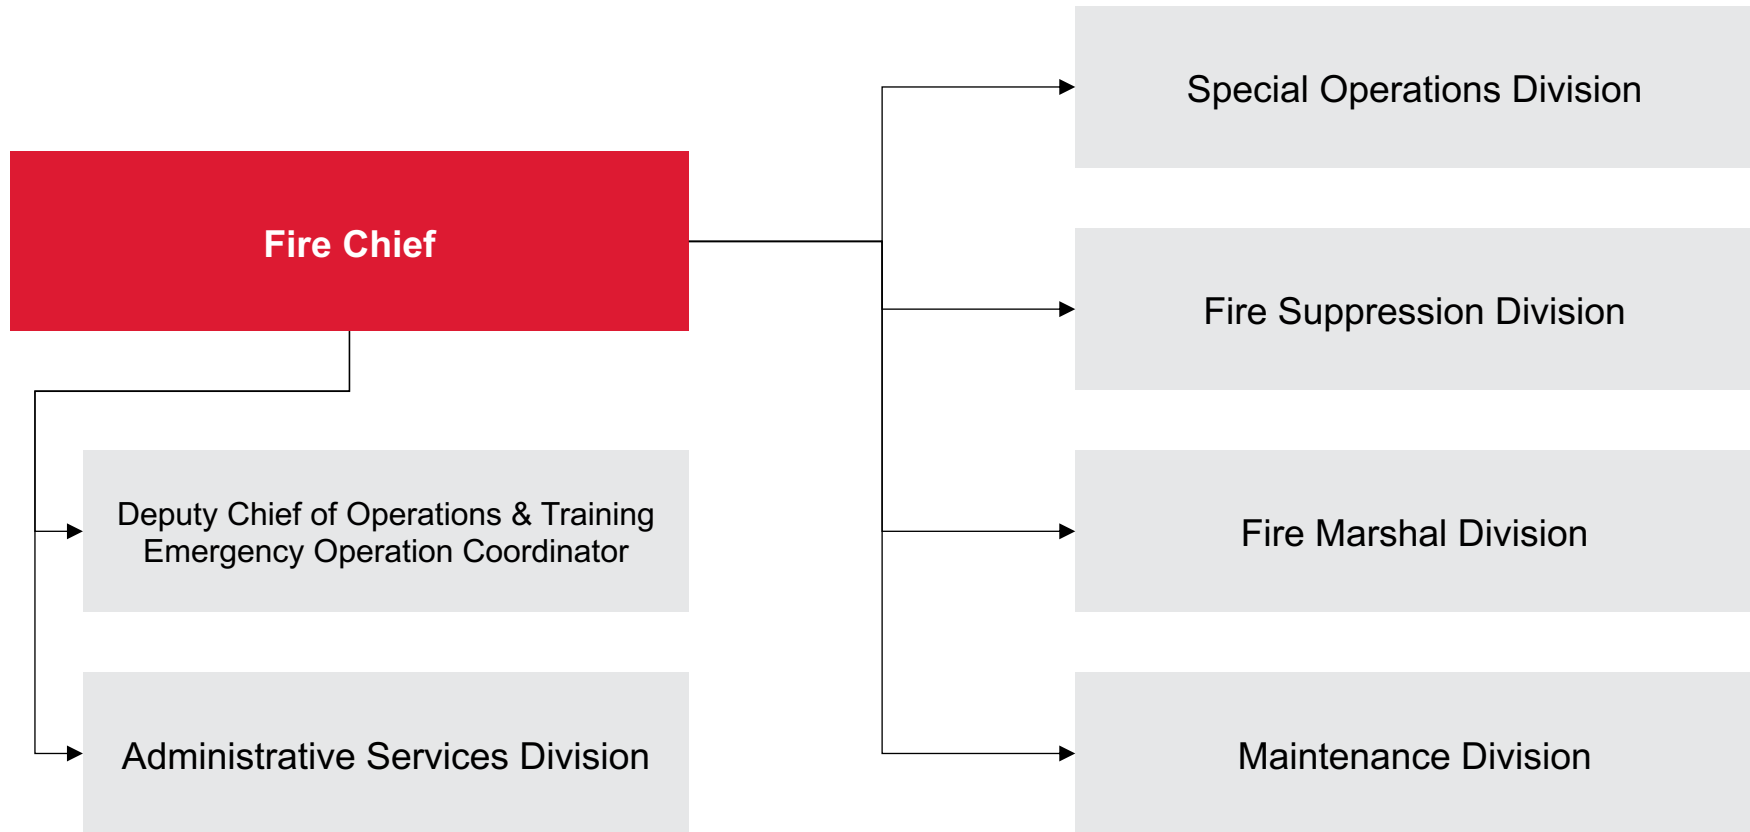 Fire Chief
Deputy Chief of Operations & Training
Emergency Operation Coordinator
Administrative Services Division
Special Operations Division
Fire Suppression Division
Fire Marshal Division
Maintenance Division